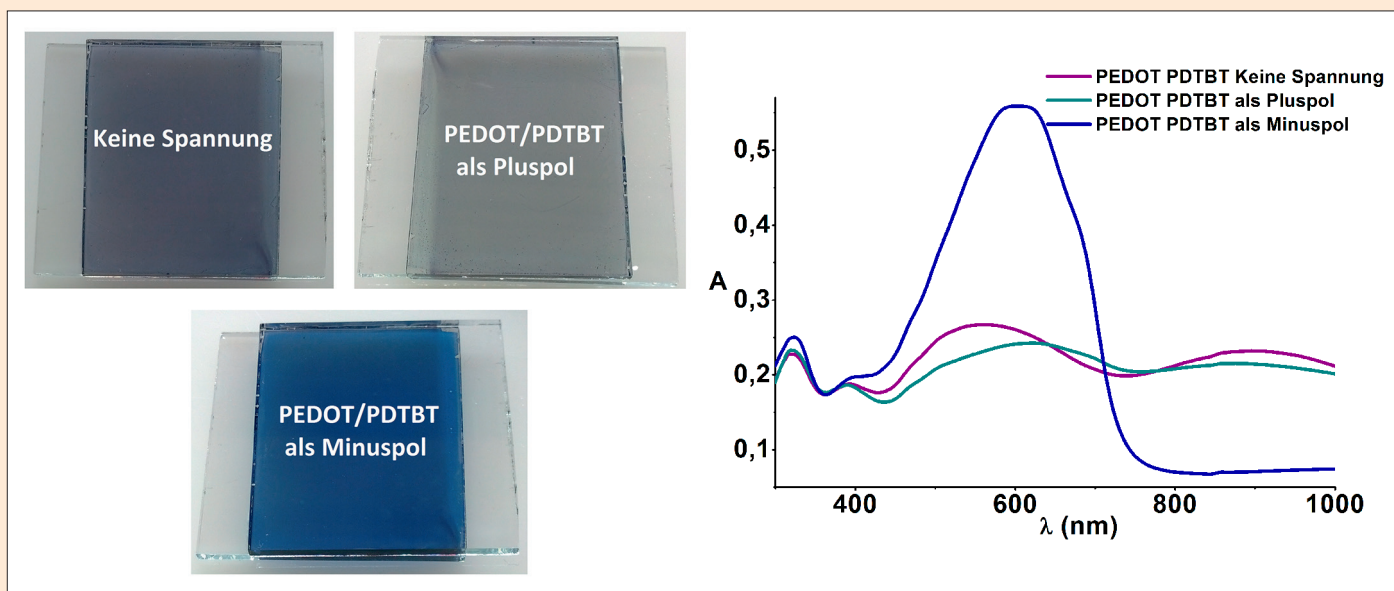 Keine Spannung
PEDOT/PDTBT
als Pluspol
PEDOT/PDTBT
als Minuspol
PEDOT PDTBT Keine Spannung
PEDOT PDTBT als Pluspol
PEDOT PDTBT als Minuspol
0,5
0,4
0,3
0,2
0,1
A
400
600
800
1000
λ (nm)